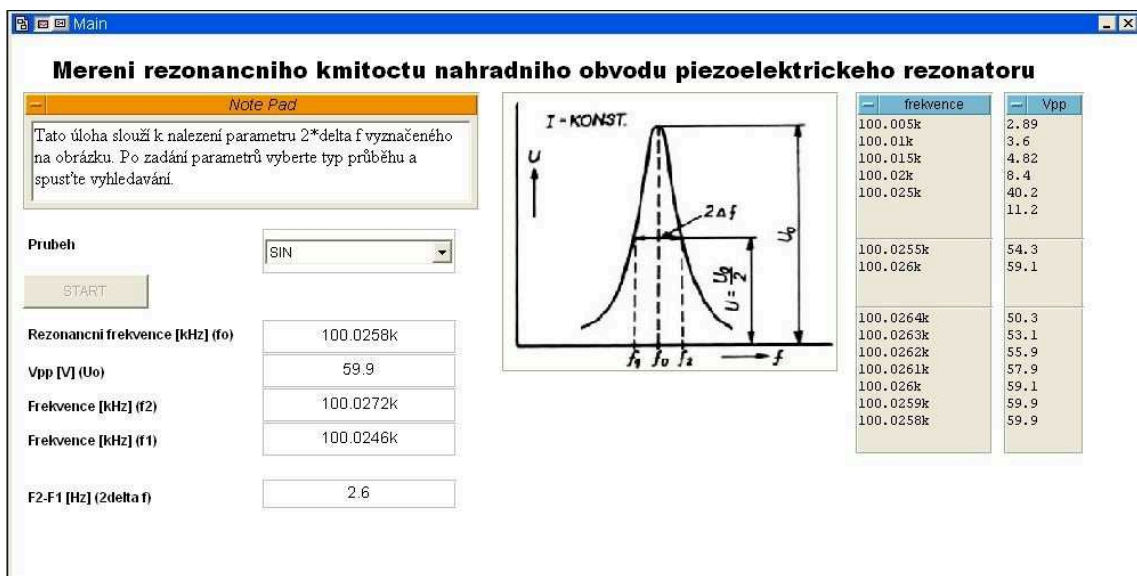 Main
Mereni rezonancniho kmitoctu nahradniho obvodu piezoelektrickeho rezonatoru
Note Pad
Tato úloha slouží k nalezení parametru 2*delta f vyznačeného
na obrázku. Po zadání parametrů vyberte typ průběhu a
spusťte vyhledavání.
Prubeh
SIN
START
Rezonancni frekvence [kHz] (fo)
100.0258k
Vpp [V] (Uo)
59.9
Frekvence [kHz] (f2)
100.0272k
Frekvence [kHz] (f1)
100.0246k
F2-F1 [Hz] (2delta f)
2.6
I = KONST.
U
2Δf
U₀
U = U₀/2
f₁ f₀ f₂ f
frekvence
100.005k
100.01k
100.015k
100.02k
100.025k
100.0255k
100.026k
100.0264k
100.0263k
100.0262k
100.0261k
100.026k
100.0259k
100.0258k
Vpp
2.89
3.6
4.82
8.4
40.2
11.2
54.3
59.1
50.3
53.1
55.9
57.9
59.1
59.9
59.9